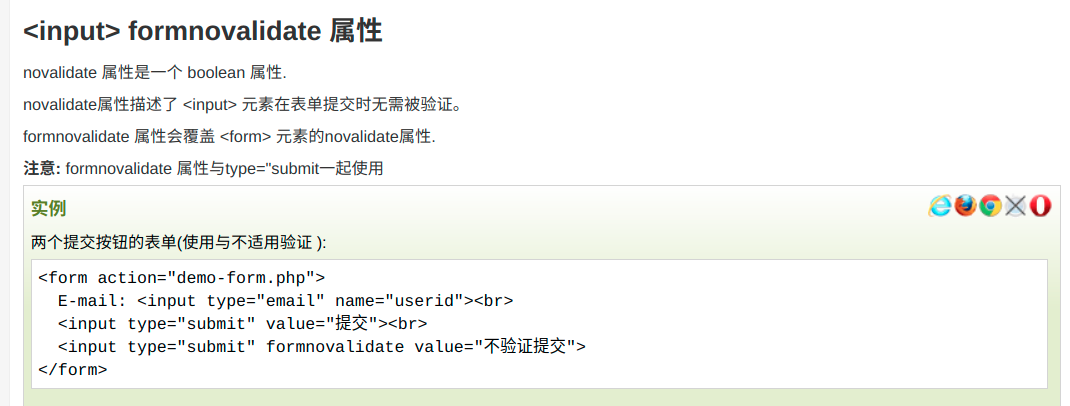 <input> formnovalidate 属性
novalidate 属性是一个 boolean 属性.
novalidate属性描述了 <input> 元素在表单提交时无需被验证。
formnovalidate 属性会覆盖 <form> 元素的novalidate属性.
注意: formnovalidate 属性与type="submit一起使用
实例
两个提交按钮的表单(使用与不适用验证 ):
<form action="demo-form.php">
  E-mail: <input type="email" name="userid"><br>
  <input type="submit" value="提交"><br>
  <input type="submit" formnovalidate value="不验证提交">
</form>